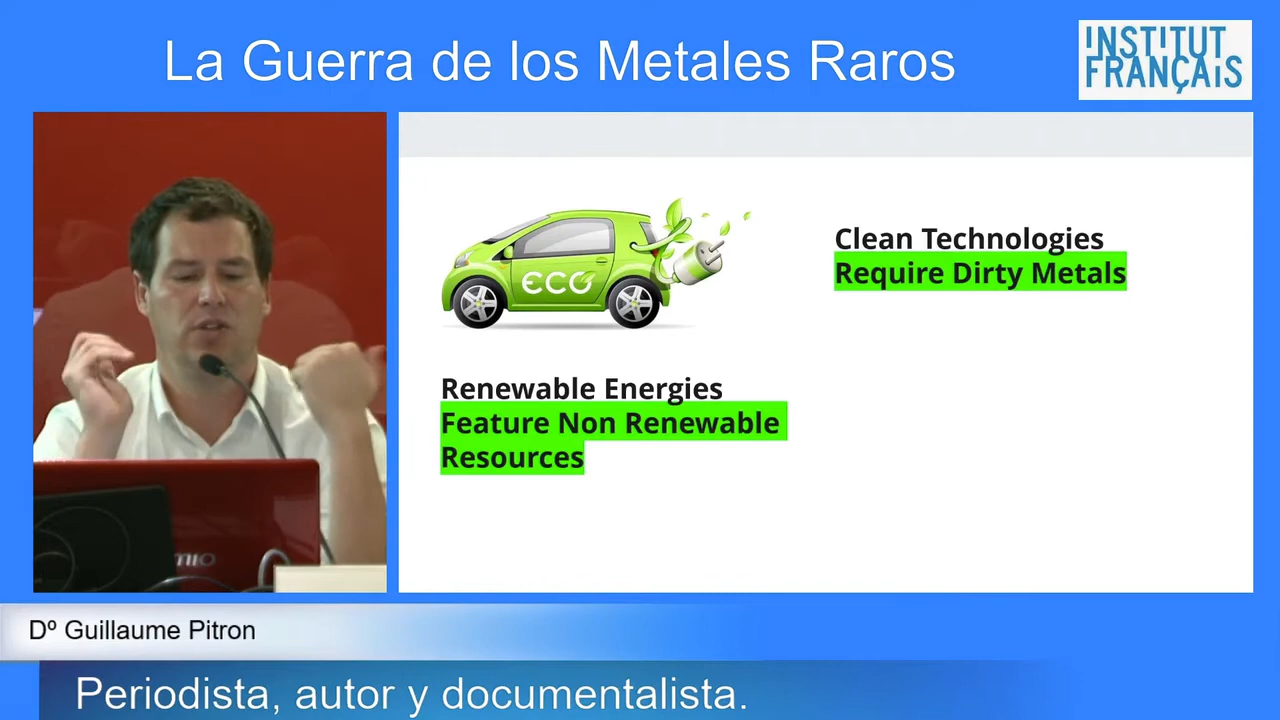 La Guerra de los Metales Raros
INSTITUT
FRANÇAIS
ECO
Clean Technologies
Require Dirty Metals
Renewable Energies
Feature Non Renewable
Resources
Dº Guillaume Pitron
Periodista, autor y documentalista.